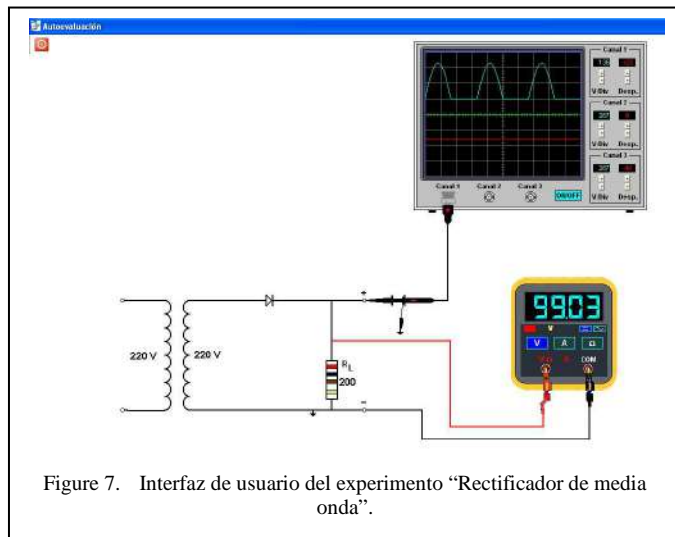 Autoevaluación
Canal 1
V/Div Desp.
Canal 2
V/Div Desp.
Canal 3
V/Div Desp.
Canal 1 Canal 2 Canal 3 ON/OFF
+
99.03
V
V A Ω
COM
220 V 220 V
RL
200
-
Figure 7. Interfaz de usuario del experimento “Rectificador de media
onda”.